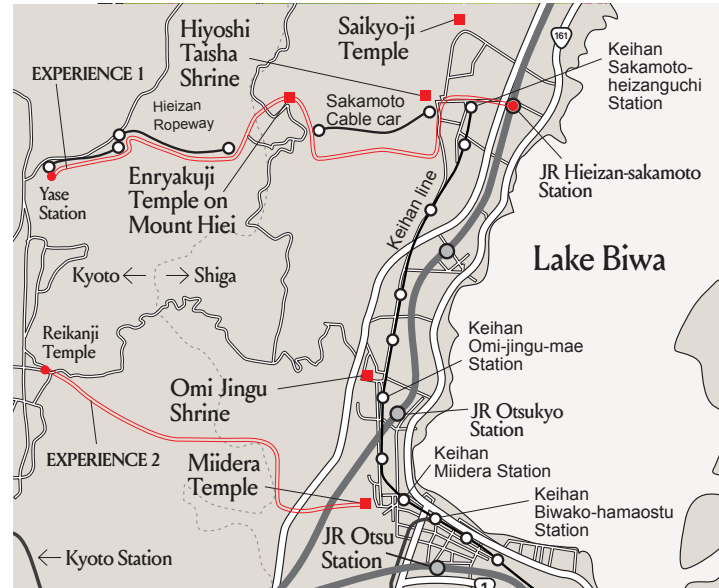 Saikyo-ji
Temple
Hiyoshi
Taisha
Shrine
161
Keihan
Sakamoto-
heizanguchi
Station
EXPERIENCE 1
Hieizan
Ropeway
Sakamoto
Cable car
JR Hieizan-sakamoto
Station
Yase
Station
Enryakuji
Temple on
Mount Hiei
Keihan line
Lake Biwa
Kyoto ← → Shiga
Reikanji
Temple
Keihan
Omi-jingu-mae
Station
Omi Jingu
Shrine
JR Otsukyo
Station
EXPERIENCE 2
Miidera
Temple
Keihan
Miidera Station
Keihan
Biwako-hamaostu
Station
JR Otsu
Station
← Kyoto Station
1